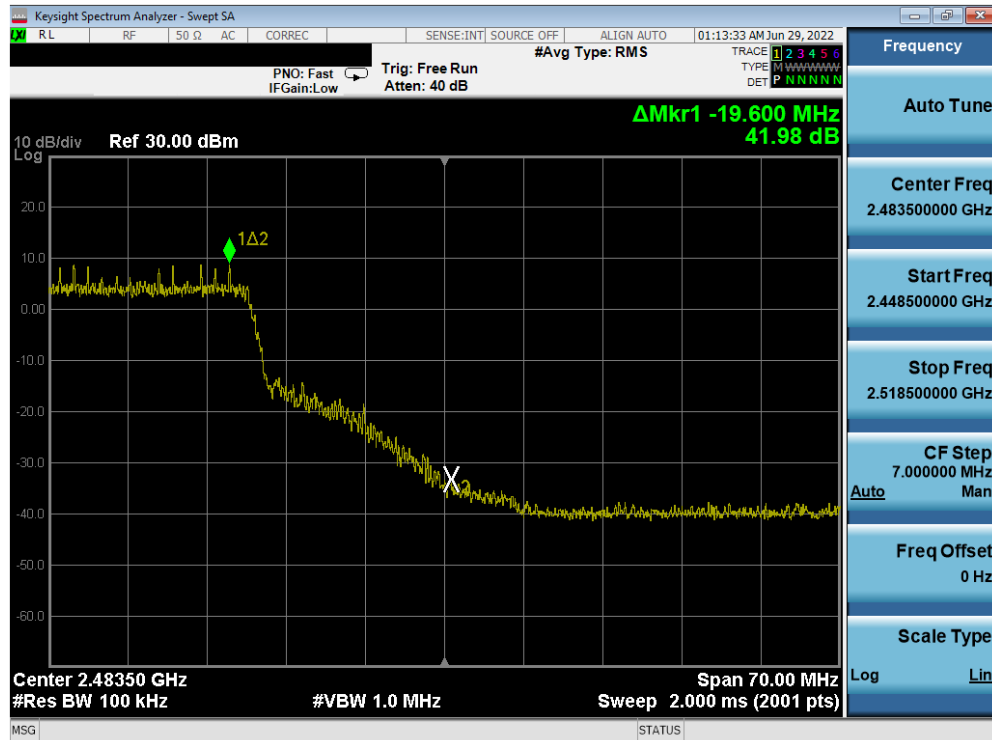 Keysight Spectrum Analyzer - Swept SA
LXI RL RF 50 Ω AC CORREC SENSE:INT SOURCE OFF ALIGN AUTO 01:13:33 AM Jun 29, 2022
#Avg Type: RMS
TRACE 1 2 3 4 5 6
PNO: Fast Trig: Free Run TYPE M WWWWW
IFGain:Low Atten: 40 dB DET P N N N N N
ΔMkr1 -19.600 MHz
41.98 dB
10 dB/div Ref 30.00 dBm
Log
20.0
1Δ2
10.0
0.00
-10.0
-20.0
-30.0
-40.0
-50.0
-60.0
Center 2.48350 GHz Span 70.00 MHz
#Res BW 100 kHz #VBW 1.0 MHz Sweep 2.000 ms (2001 pts)
MSG STATUS
Frequency
Auto Tune
Center Freq
2.483500000 GHz
Start Freq
2.448500000 GHz
Stop Freq
2.518500000 GHz
CF Step
7.000000 MHz
Auto Man
Freq Offset
0 Hz
Scale Type
Log Lin